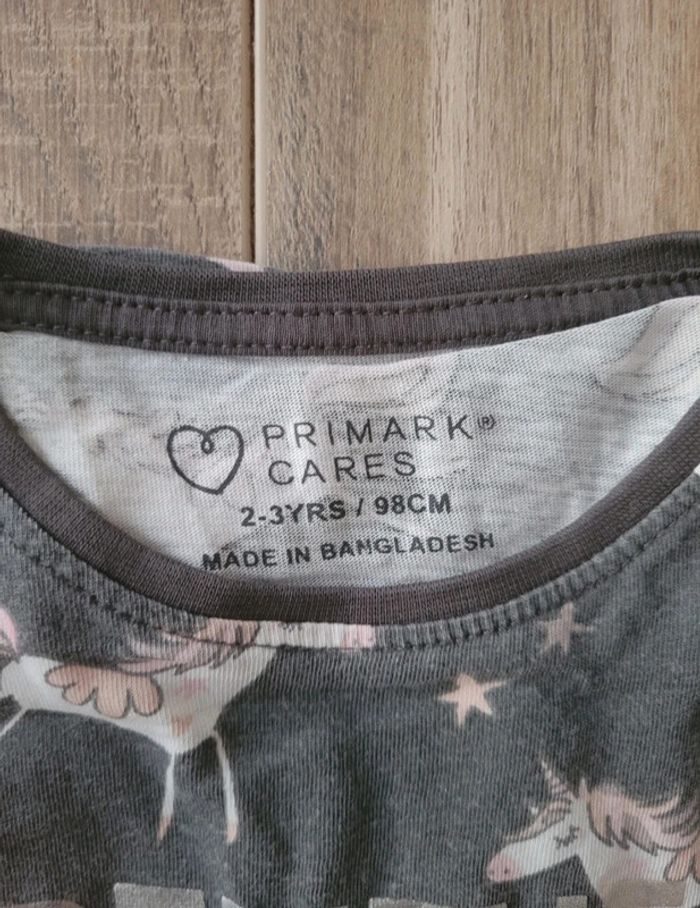 PRIMARK®
CARES
2-3YRS / 98CM
MADE IN BANGLADESH